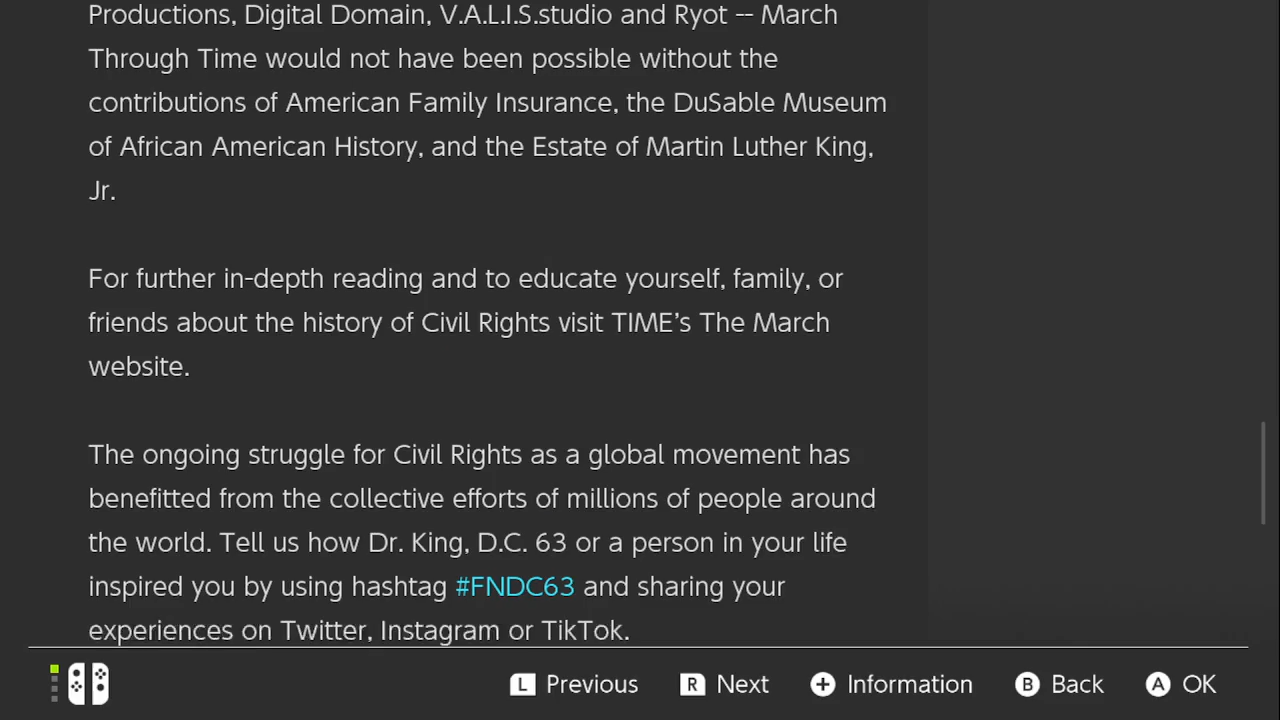 Productions, Digital Domain, V.A.L.I.S.studio and Ryot -- March
Through Time would not have been possible without the
contributions of American Family Insurance, the DuSable Museum
of African American History, and the Estate of Martin Luther King,
Jr.
For further in-depth reading and to educate yourself, family, or
friends about the history of Civil Rights visit TIME's The March
website.
The ongoing struggle for Civil Rights as a global movement has
benefitted from the collective efforts of millions of people around
the world. Tell us how Dr. King, D.C. 63 or a person in your life
inspired you by using hashtag #FNDC63 and sharing your
experiences on Twitter, Instagram or TikTok.
L Previous R Next + Information B Back A OK